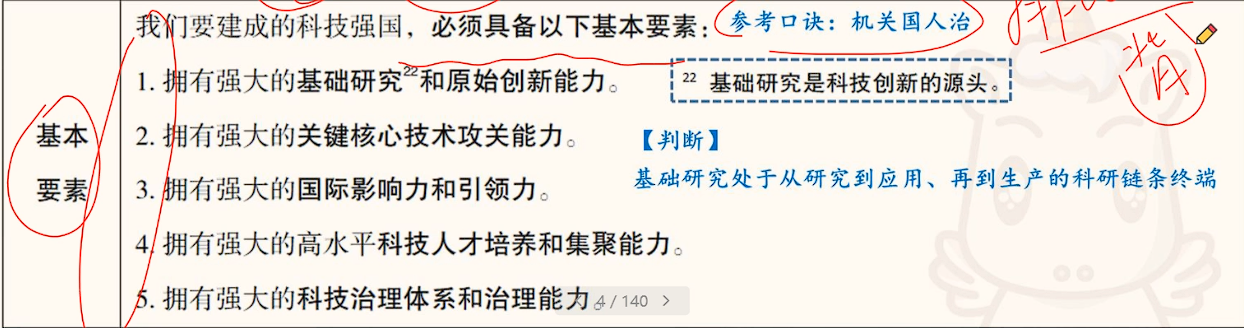 我们要建成的科技强国，必须具备以下基本要素：
参考口诀：机关国人治
背
1. 拥有强大的基础研究²²和原始创新能力。
²² 基础研究是科技创新的源头。
基本
要素
2. 拥有强大的关键核心技术攻关能力。
【判断】
基础研究处于从研究到应用、再到生产的科研链条终端
3. 拥有强大的国际影响力和引领力。
4. 拥有强大的高水平科技人才培养和集聚能力。
5. 拥有强大的科技治理体系和治理能力。
4 / 140